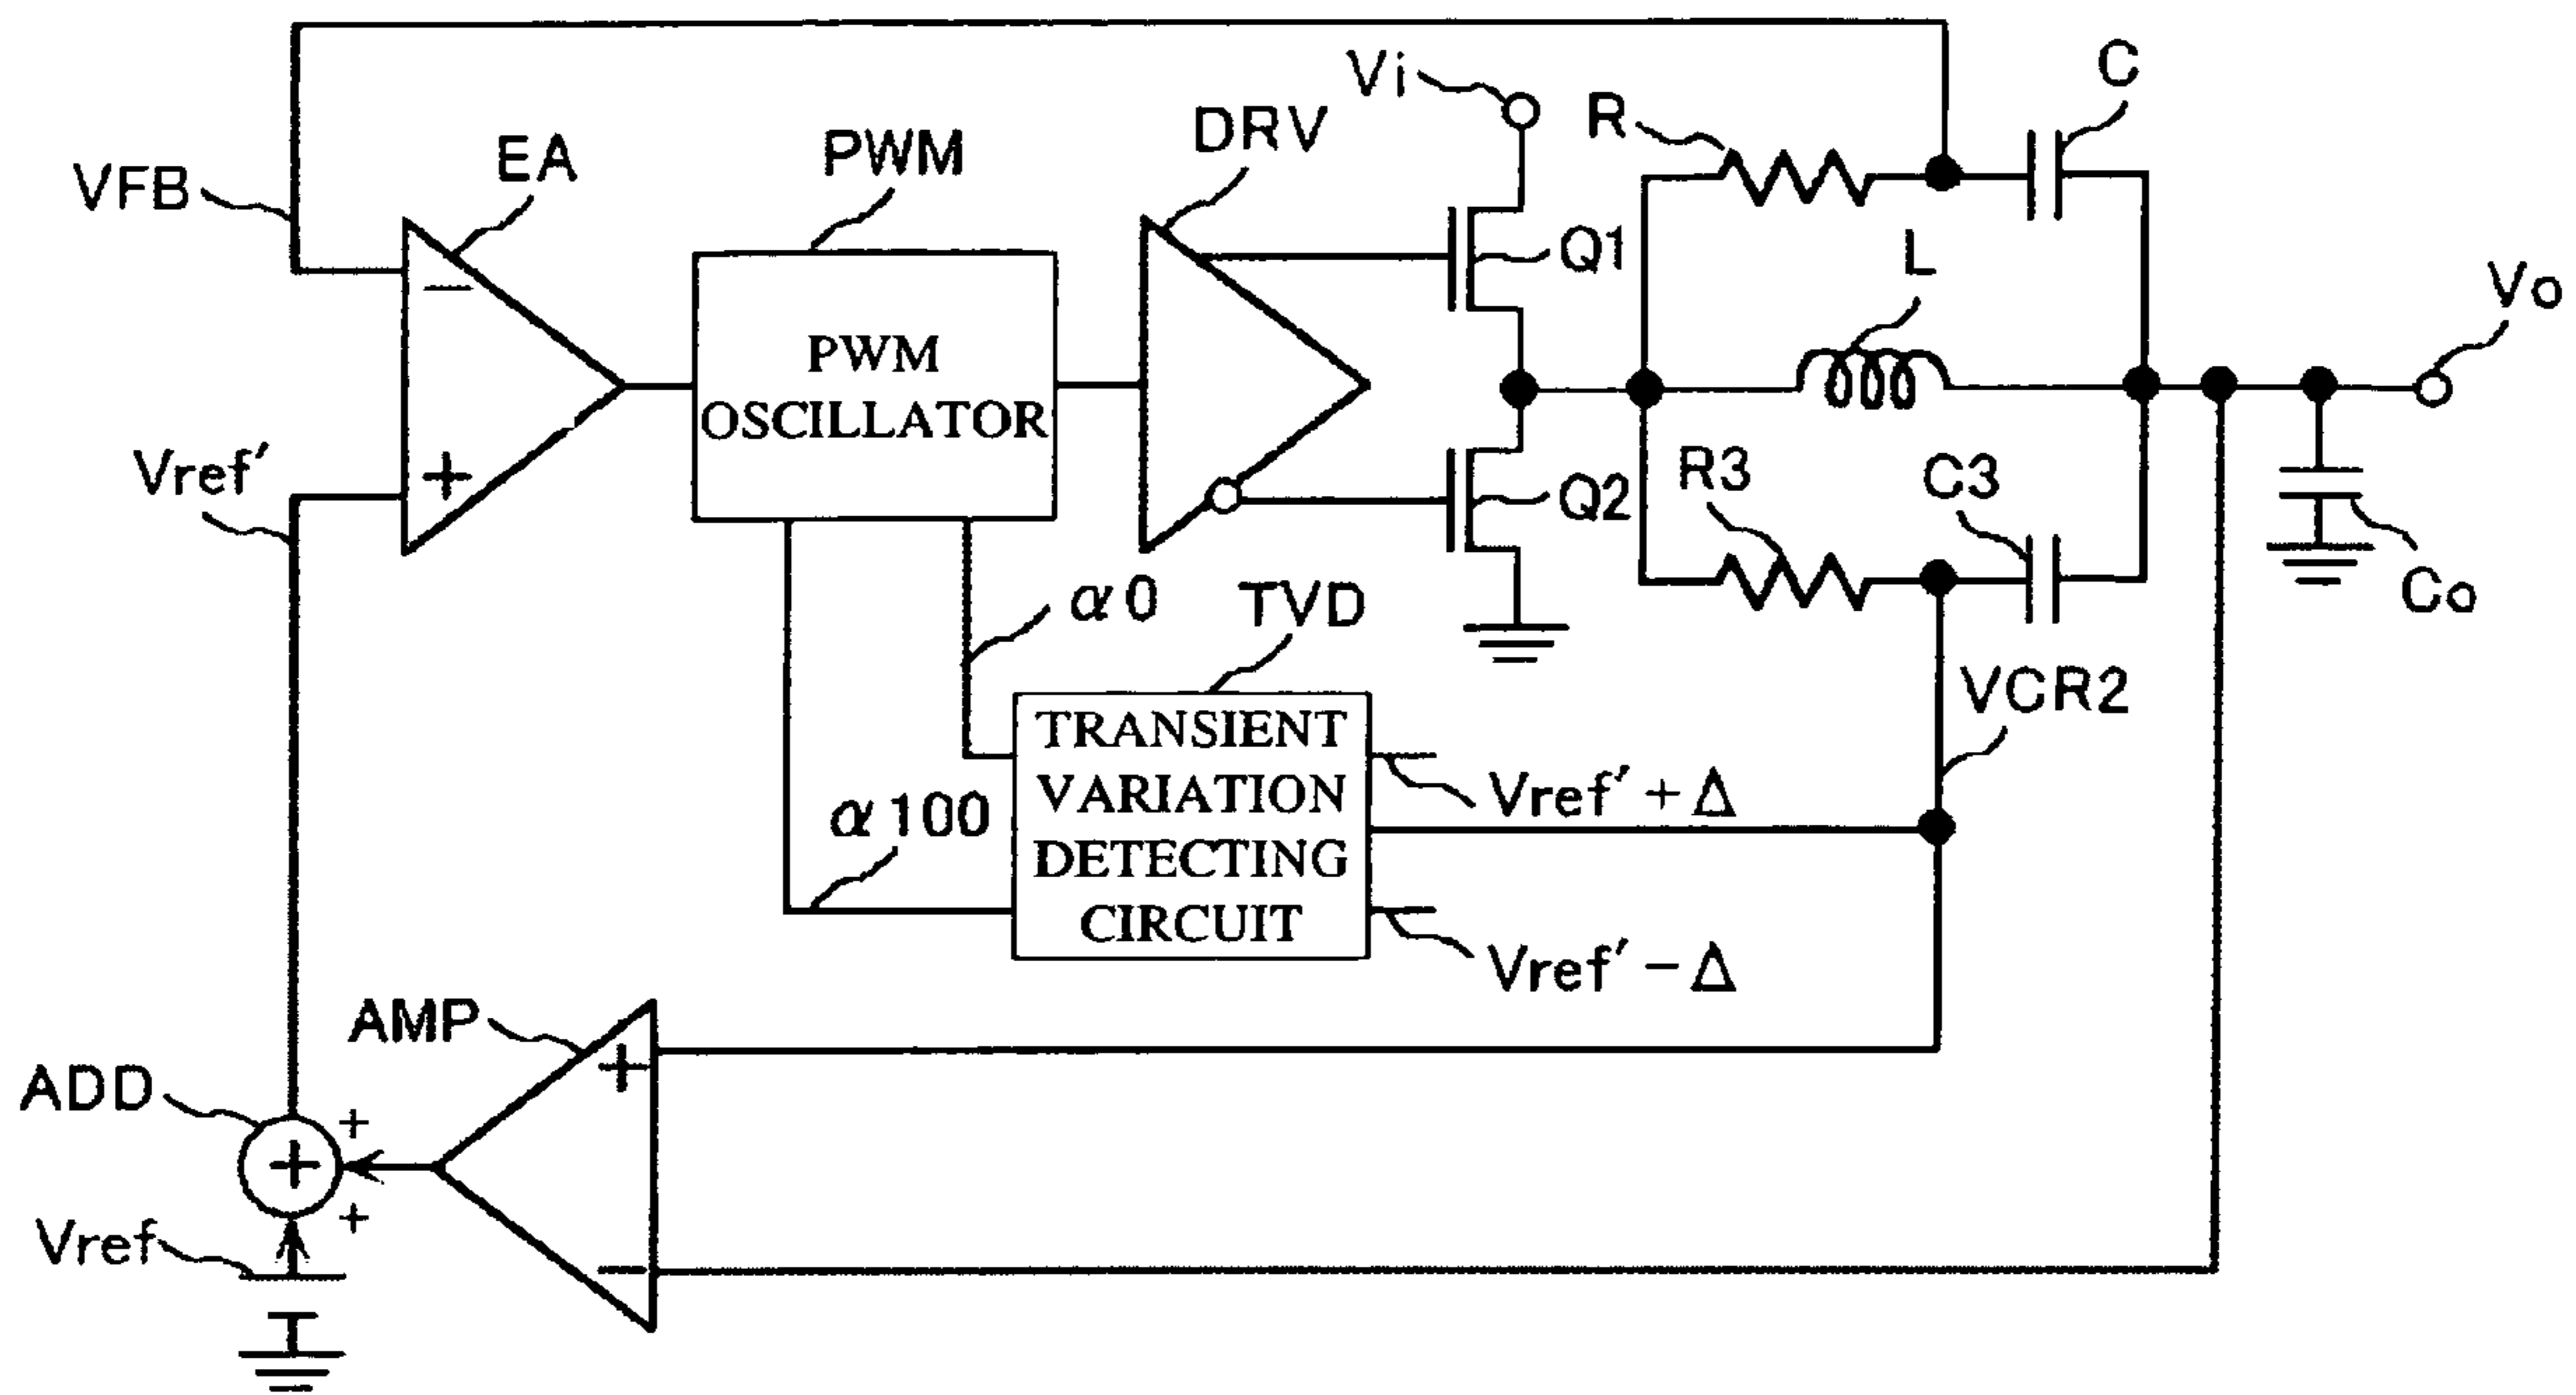 Vi
C
R
DRV
PWM
EA
VFB
Q1
L
Vo
−
PWM
OSCILLATOR
Vref′
+
R3
C3
Q2
Co
α0
TVD
VCR2
TRANSIENT
VARIATION
DETECTING
CIRCUIT
Vref′+Δ
α100
Vref′−Δ
AMP
+
ADD
+
+
+
Vref
−